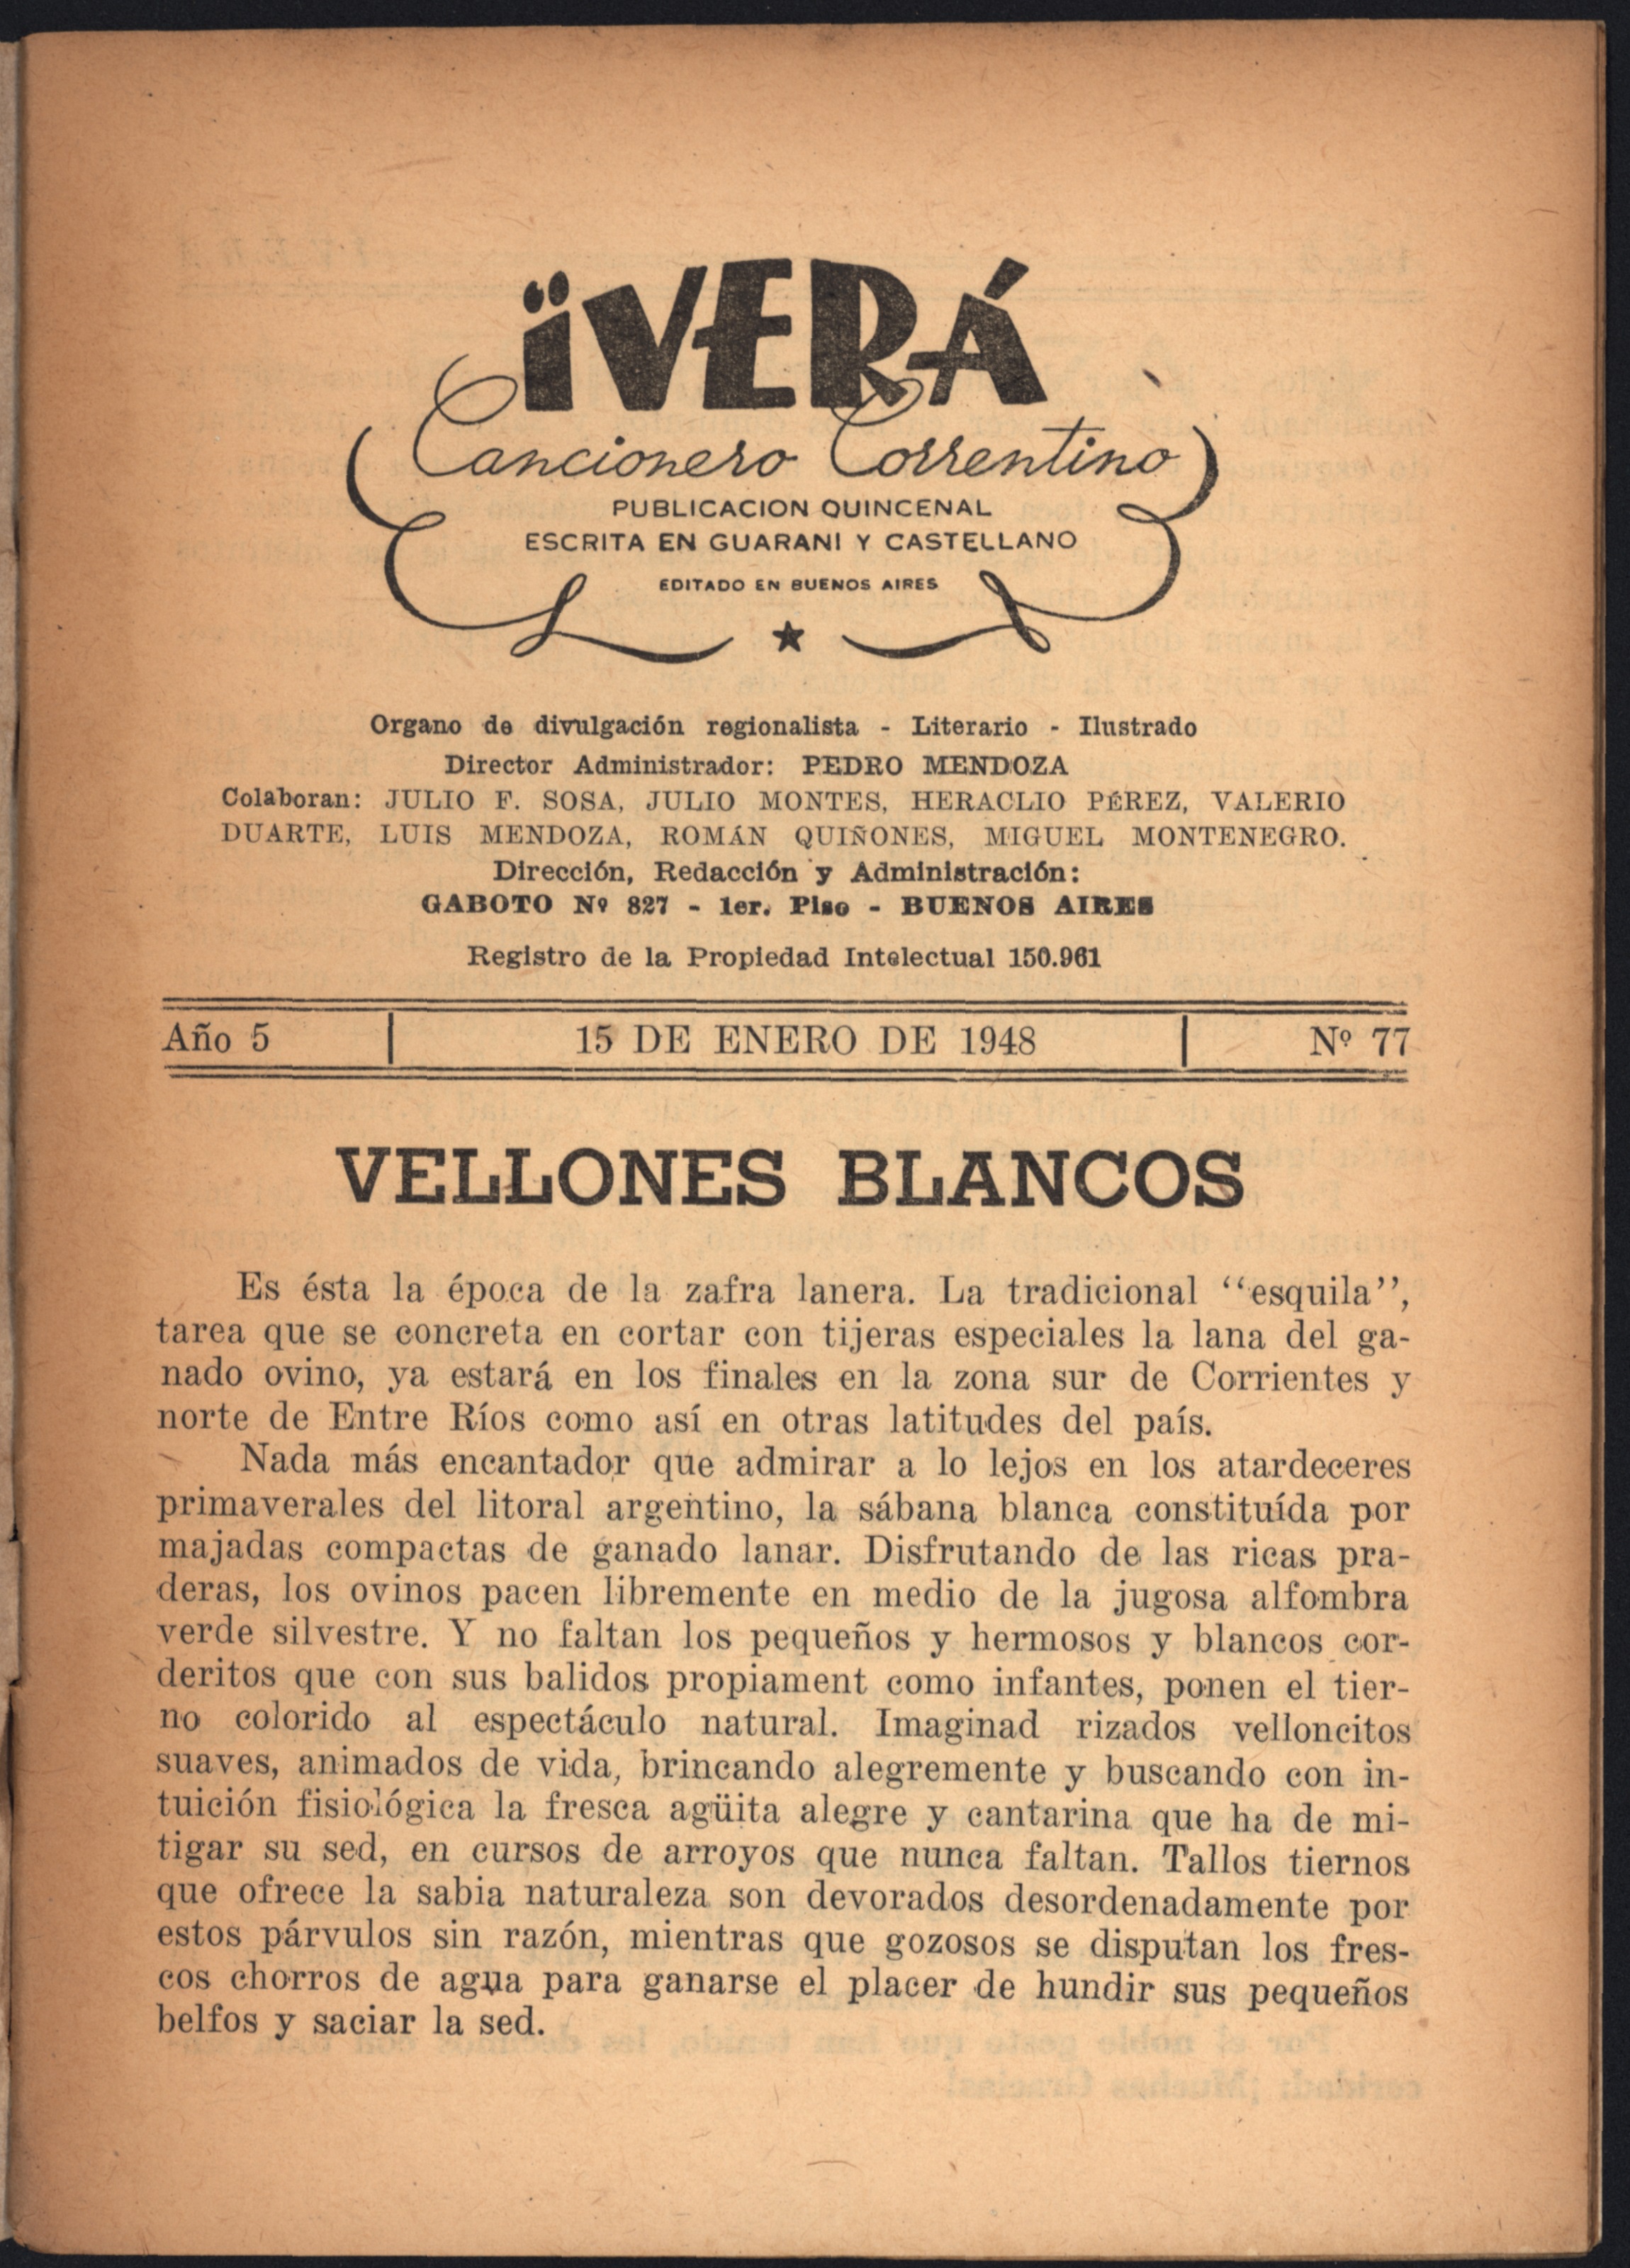 ïVERÁ
Cancionero Correntino
PUBLICACION QUINCENAL
ESCRITA EN GUARANI Y CASTELLANO
EDITADO EN BUENOS AIRES
Organo de divulgación regionalista - Literario - Ilustrado
Director Administrador: PEDRO MENDOZA
Colaboran: JULIO F. SOSA, JULIO MONTES, HERACLIO PÉREZ, VALERIO
DUARTE, LUIS MENDOZA, ROMÁN QUIÑONES, MIGUEL MONTENEGRO.
Dirección, Redacción y Administración:
GABOTO Nº 827 - 1er. Piso - BUENOS AIRES
Registro de la Propiedad Intelectual 150.961
Año 5 | 15 DE ENERO DE 1948 | Nº 77
VELLONES BLANCOS
Es ésta la época de la zafra lanera. La tradicional "esquila",
tarea que se concreta en cortar con tijeras especiales la lana del ga-
nado ovino, ya estará en los finales en la zona sur de Corrientes y
norte de Entre Ríos como así en otras latitudes del país.
Nada más encantador que admirar a lo lejos en los atardeceres
primaverales del litoral argentino, la sábana blanca constituída por
majadas compactas de ganado lanar. Disfrutando de las ricas pra-
deras, los ovinos pacen libremente en medio de la jugosa alfombra
verde silvestre. Y no faltan los pequeños y hermosos y blancos cor-
deritos que con sus balidos propiament como infantes, ponen el tier-
no colorido al espectáculo natural. Imaginad rizados velloncitos
suaves, animados de vida, brincando alegremente y buscando con in-
tuición fisiológica la fresca agüita alegre y cantarina que ha de mi-
tigar su sed, en cursos de arroyos que nunca faltan. Tallos tiernos
que ofrece la sabia naturaleza son devorados desordenadamente por
estos párvulos sin razón, mientras que gozosos se disputan los fres-
cos chorros de agua para ganarse el placer de hundir sus pequeños
belfos y saciar la sed.